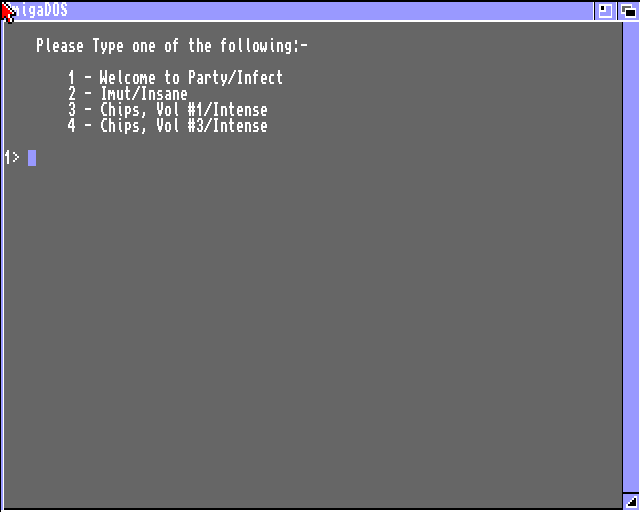 migaDOS
Please Type one of the following:-
1 - Welcome to Party/Infect
2 - Imut/Insane
3 - Chips, Vol #1/Intense
4 - Chips, Vol #3/Intense
1>